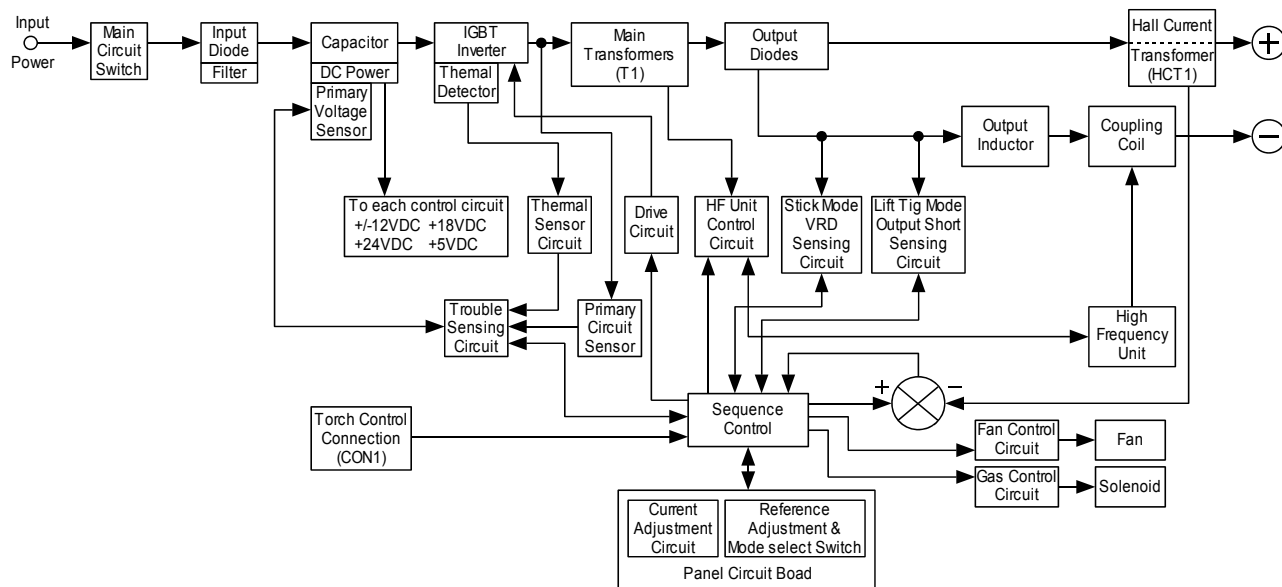 Input
Power
Main
Circuit
Switch
Input
Diode
Filter
Capacitor
DC Power
Primary
Voltage
Sensor
IGBT
Inverter
Themal
Detector
Main
Transformers
(T1)
Output
Diodes
Hall Current
Transformer
(HCT1)
+
Output
Inductor
Coupling
Coil
−
To each control circuit
+/-12VDC +18VDC
+24VDC +5VDC
Thermal
Sensor
Circuit
Drive
Circuit
HF Unit
Control
Circuit
Stick Mode
VRD
Sensing
Circuit
Lift Tig Mode
Output Short
Sensing
Circuit
Trouble
Sensing
Circuit
Primary
Circuit
Sensor
High
Frequency
Unit
+ −
Sequence
Control
Torch Control
Connection
(CON1)
Fan Control
Circuit
Fan
Gas Control
Circuit
Solenoid
Current
Adjustment
Circuit
Reference
Adjustment &
Mode select Switch
Panel Circuit Boad